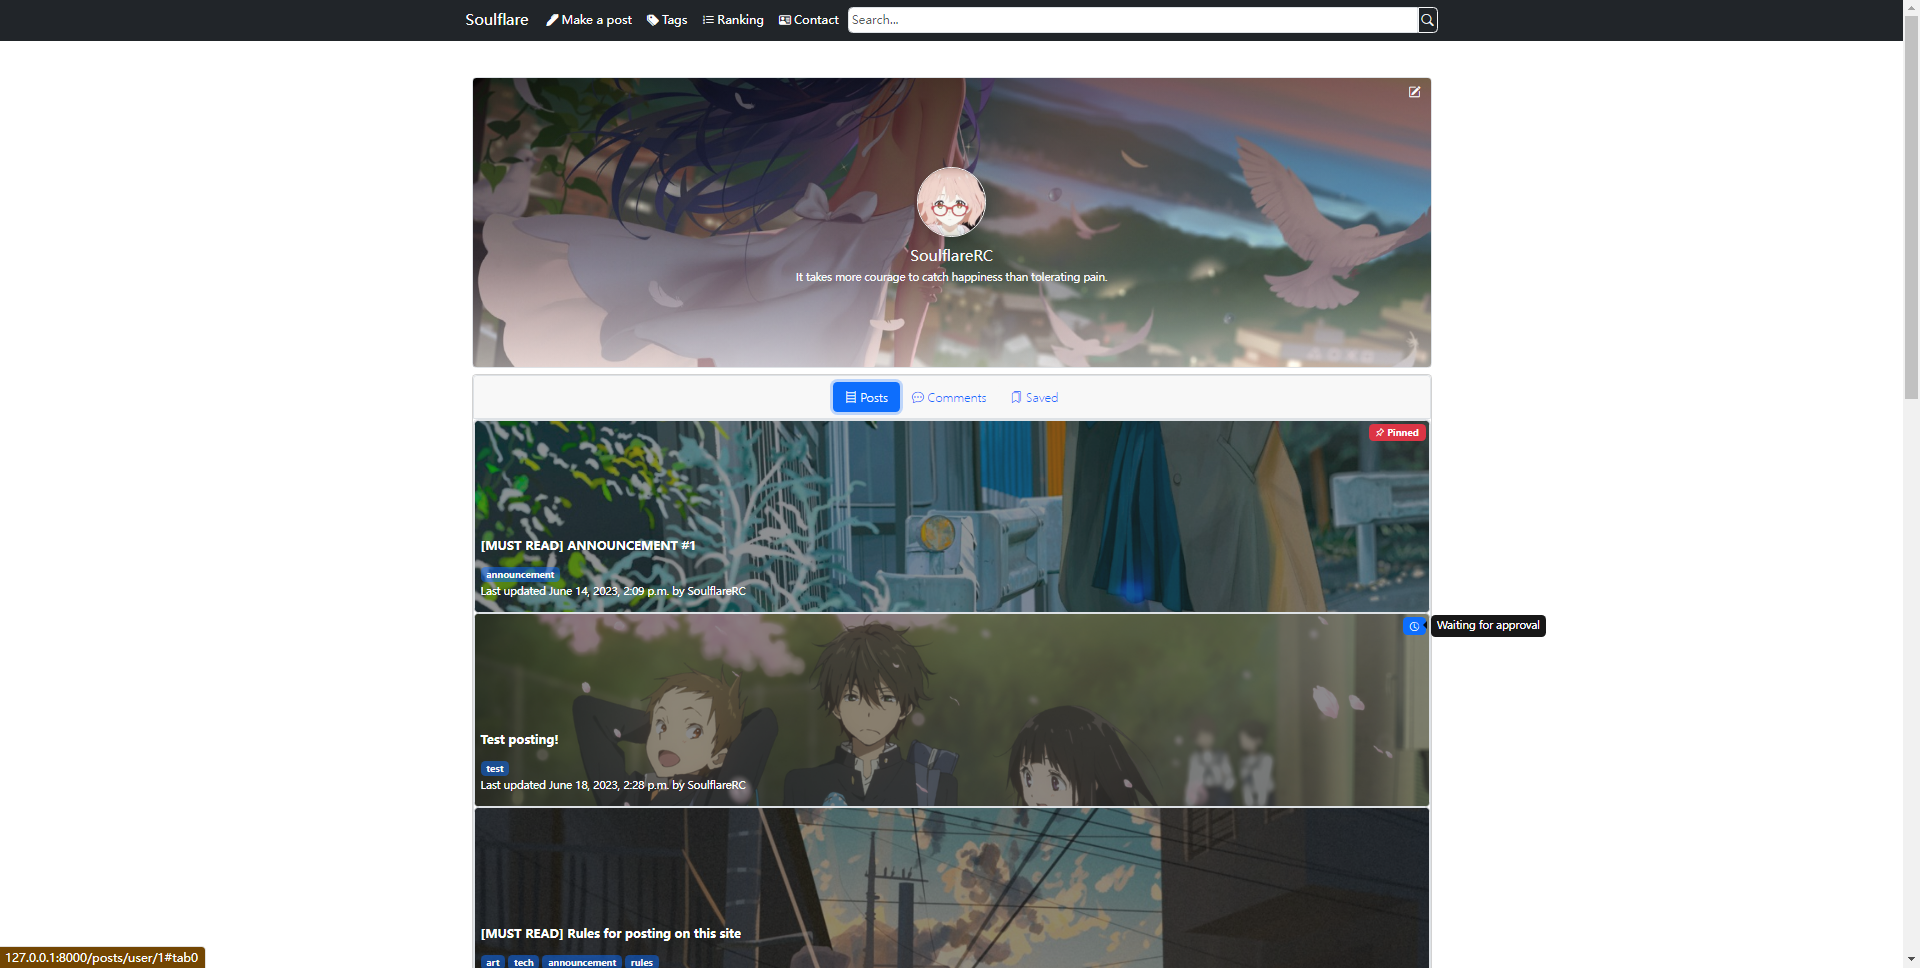 Soulflare Make a post Tags Ranking Contact Search...
SoulflareRC
It takes more courage to catch happiness than tolerating pain.
Posts Comments Saved
Pinned
[MUST READ] ANNOUNCEMENT #1
announcement
Last updated June 14, 2023, 2:09 p.m. by SoulflareRC
Waiting for approval
Test posting!
test
Last updated June 18, 2023, 2:28 p.m. by SoulflareRC
[MUST READ] Rules for posting on this site
art tech announcement rules
127.0.0.1:8000/posts/user/1#tab0